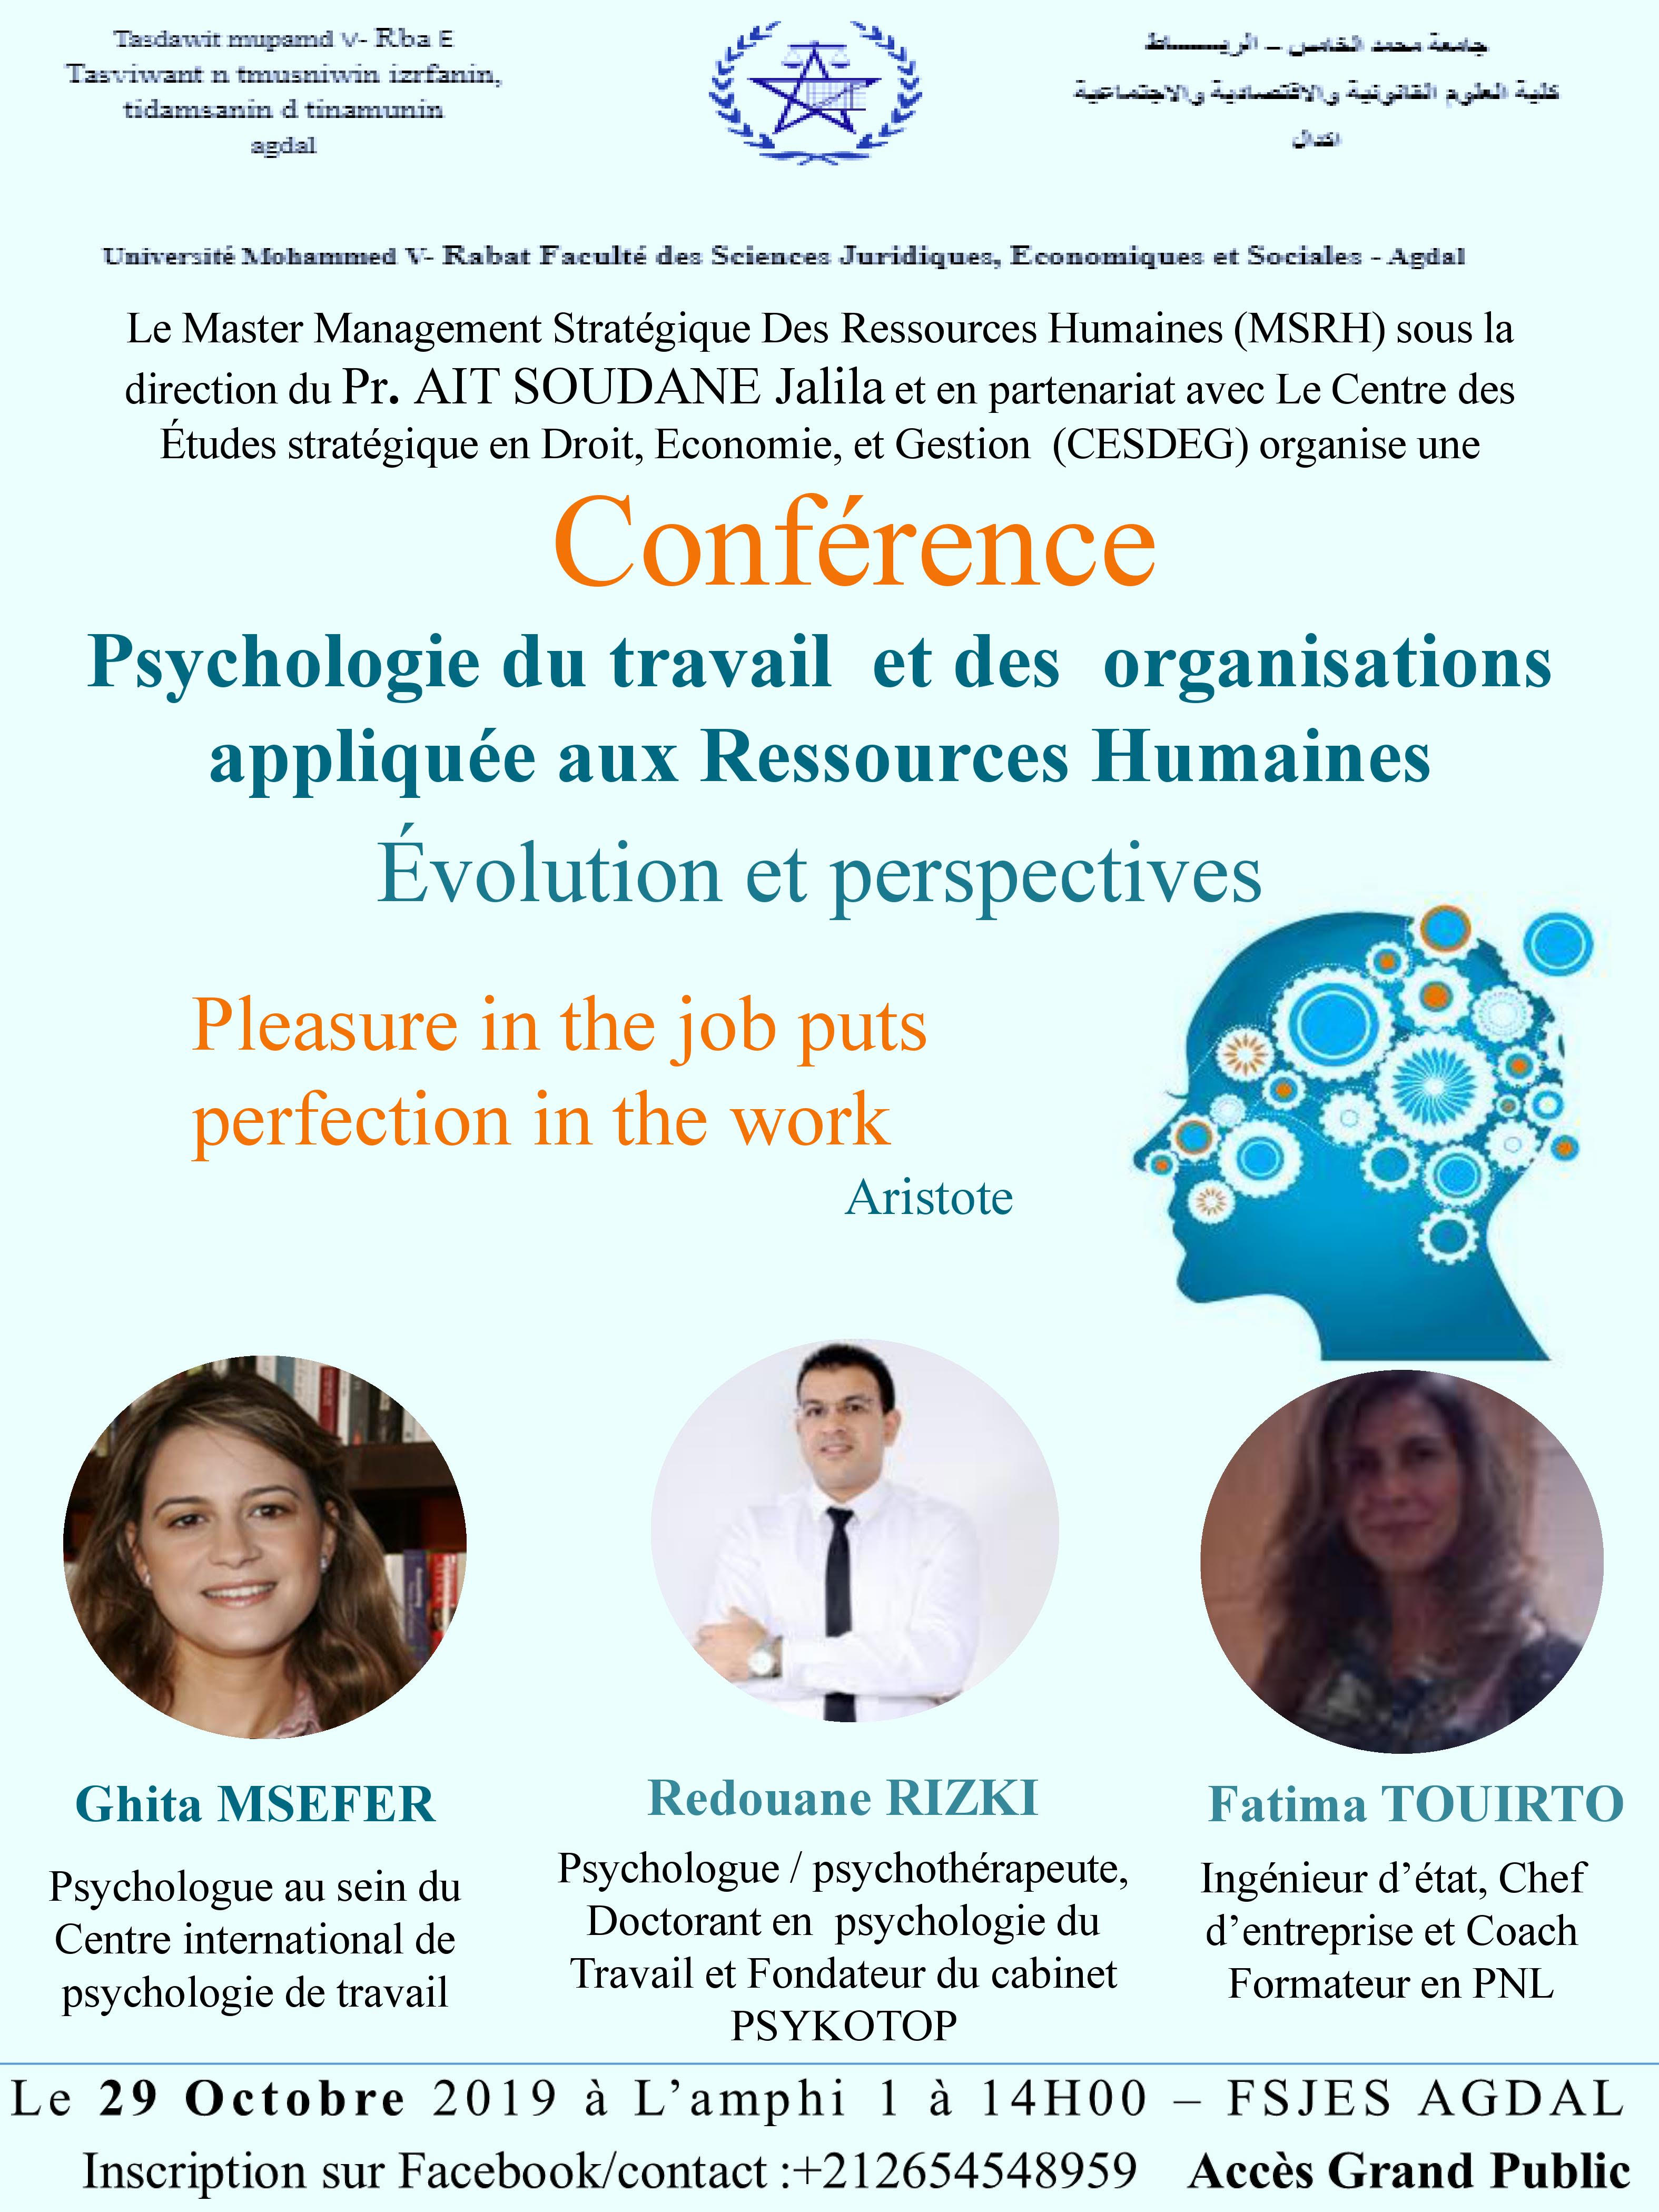 Tasdawit mupamd V- Rba E
Tasviwant n tmusniwin izrfanin,
tidamsanin d tinamunin
agdal
جامعة محمد الخامس – الريـــــــاط
كلية العلوم القانونية والاقتصادية والاجتماعية
اكدال
Université Mohammed V- Rabat Faculté des Sciences Juridiques, Economiques et Sociales - Agdal
Le Master Management Stratégique Des Ressources Humaines (MSRH) sous la
direction du Pr. AIT SOUDANE Jalila et en partenariat avec Le Centre des
Études stratégique en Droit, Economie, et Gestion (CESDEG) organise une
Conférence
Psychologie du travail et des organisations
appliquée aux Ressources Humaines
Évolution et perspectives
Pleasure in the job puts
perfection in the work
Aristote
Ghita MSEFER
Psychologue au sein du
Centre international de
psychologie de travail
Redouane RIZKI
Psychologue / psychothérapeute,
Doctorant en psychologie du
Travail et Fondateur du cabinet
PSYKOTOP
Fatima TOUIRTO
Ingénieur d’état, Chef
d’entreprise et Coach
Formateur en PNL
Le 29 Octobre 2019 à L’amphi 1 à 14H00 – FSJES AGDAL
Inscription sur Facebook/contact :+212654548959 Accès Grand Public